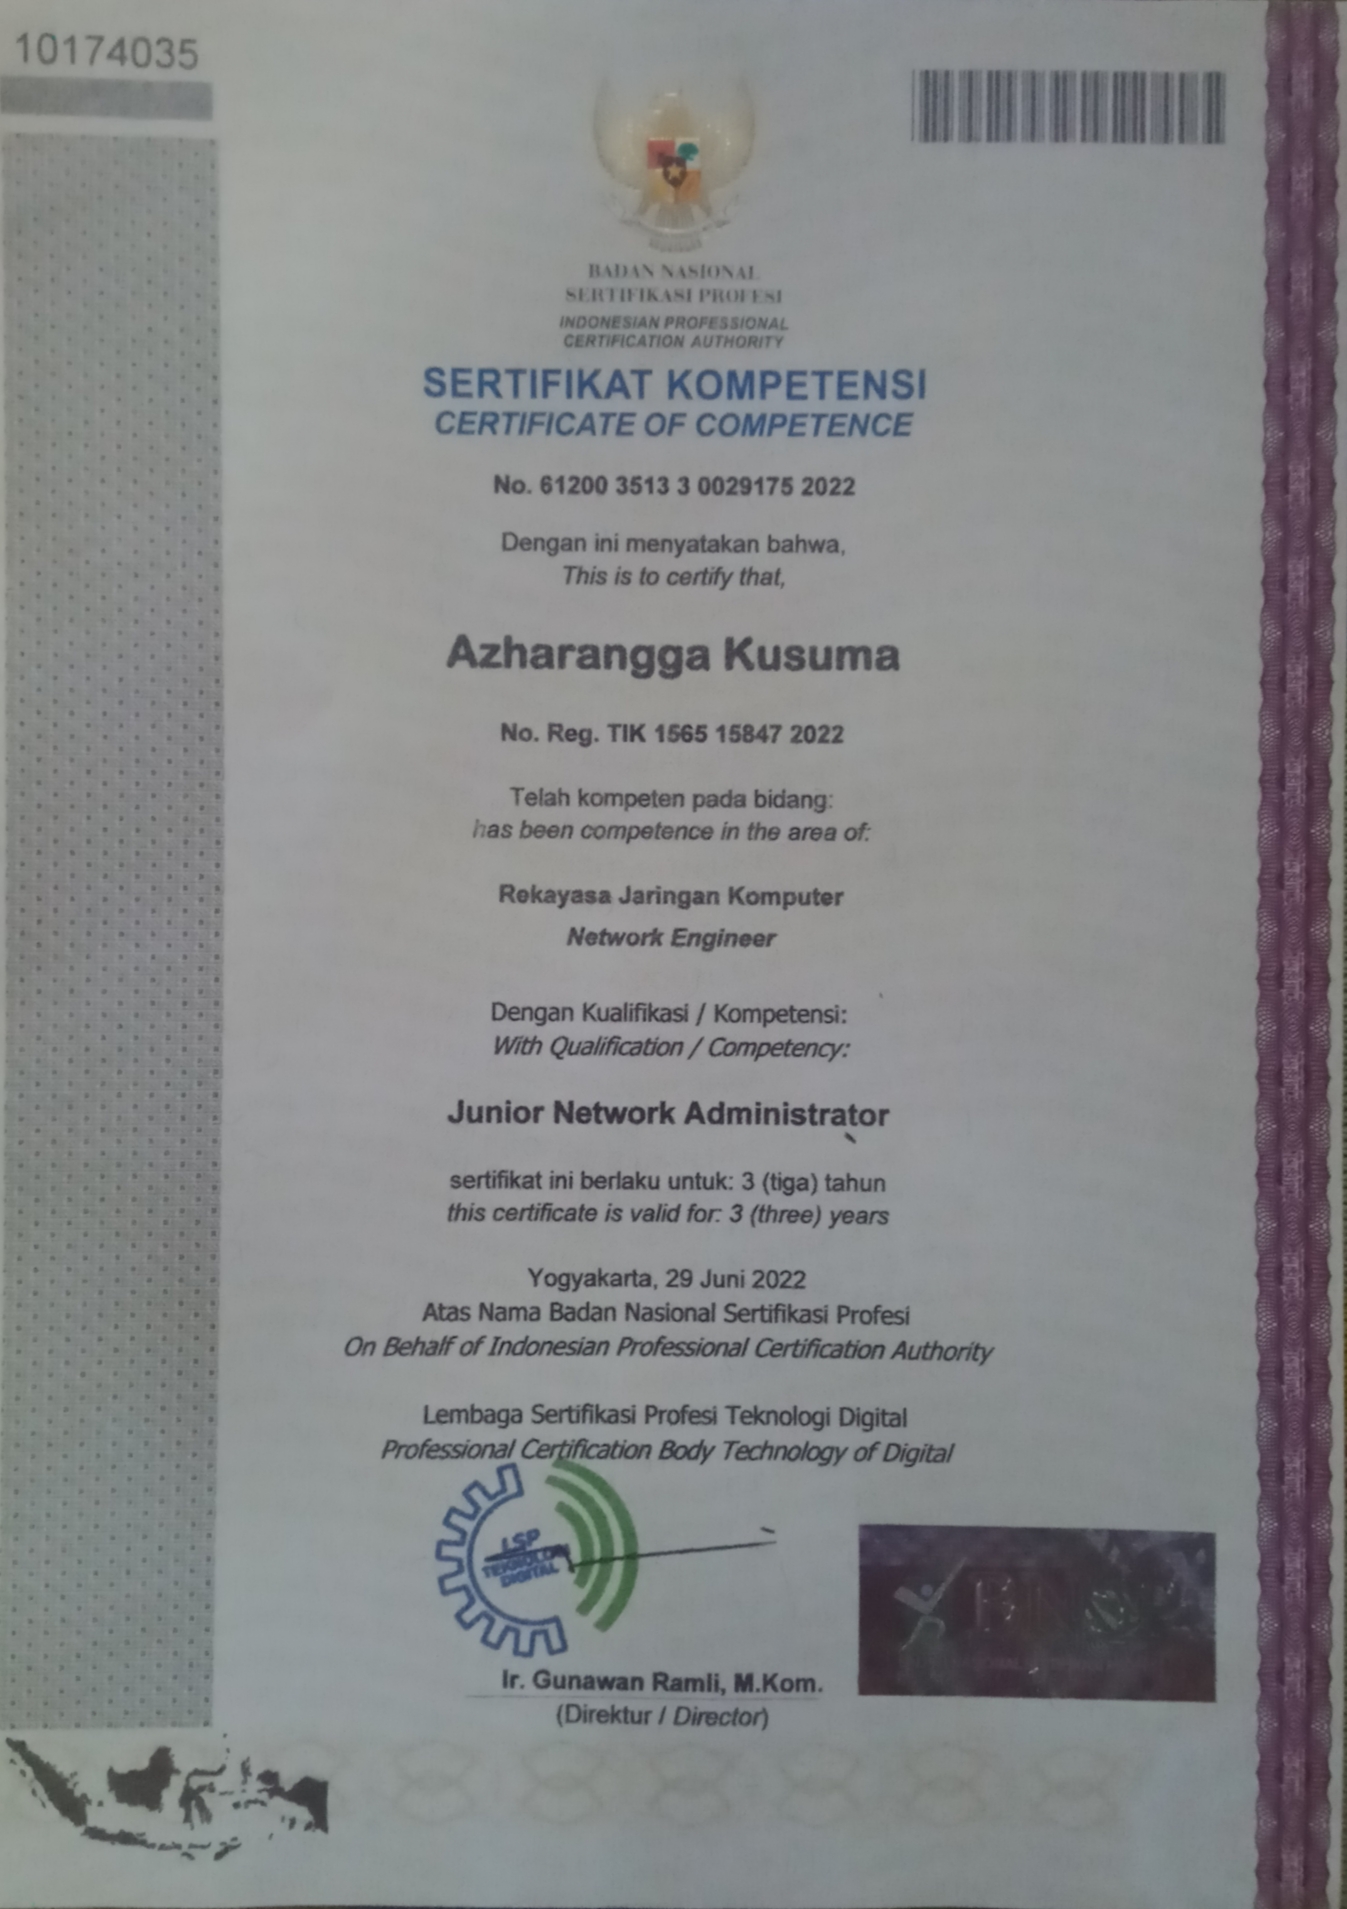 10174035
BADAN NASIONAL
SERTIFIKASI PROFESI
INDONESIAN PROFESSIONAL
CERTIFICATION AUTHORITY
SERTIFIKAT KOMPETENSI
CERTIFICATE OF COMPETENCE
No. 61200 3513 3 0029175 2022
Dengan ini menyatakan bahwa,
This is to certify that,
Azharangga Kusuma
No. Reg. TIK 1565 15847 2022
Telah kompeten pada bidang:
has been competence in the area of:
Rekayasa Jaringan Komputer
Network Engineer
Dengan Kualifikasi / Kompetensi:
With Qualification / Competency:
Junior Network Administrator
sertifikat ini berlaku untuk: 3 (tiga) tahun
this certificate is valid for: 3 (three) years
Yogyakarta, 29 Juni 2022
Atas Nama Badan Nasional Sertifikasi Profesi
On Behalf of Indonesian Professional Certification Authority
Lembaga Sertifikasi Profesi Teknologi Digital
Professional Certification Body Technology of Digital
LSP
TEKNOLOGI
DIGITAL
Ir. Gunawan Ramli, M.Kom.
(Direktur / Director)